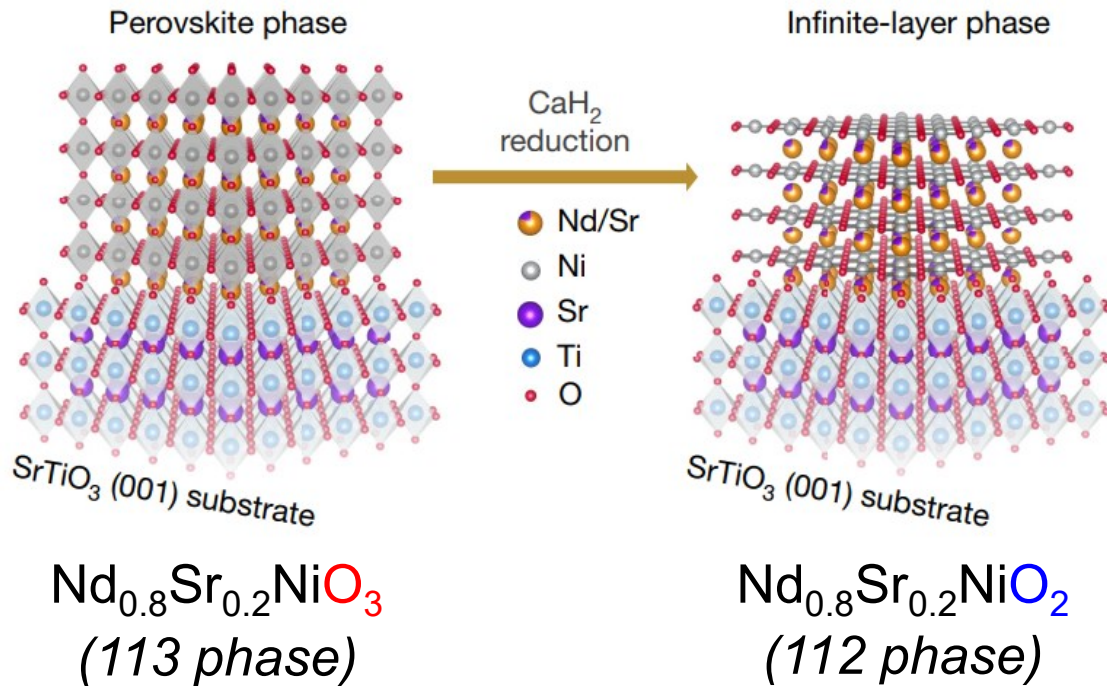 Perovskite phase
Infinite-layer phase
CaH₂
reduction
Nd/Sr
Ni
Sr
Ti
O
SrTiO₃ (001) substrate
SrTiO₃ (001) substrate
Nd₀.₈Sr₀.₂NiO₃
(113 phase)
Nd₀.₈Sr₀.₂NiO₂
(112 phase)